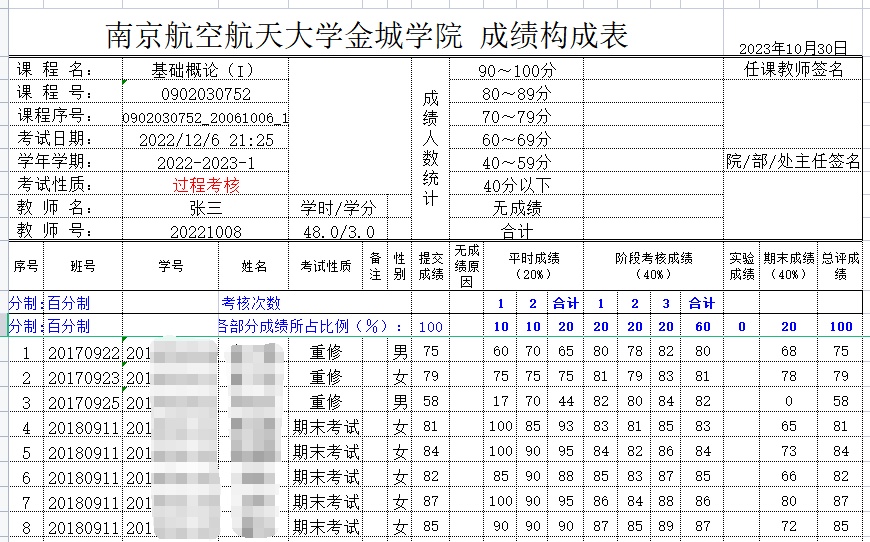 南京航空航天大学金城学院 成绩构成表
2023年10月30日
课 程 名: 基础概论（I） 成绩人数统计 90～100分 任课教师签名
课 程 号: 0902030752 80～89分
课程序号: 0902030752_20061006_1 70～79分
考试日期: 2022/12/6 21:25 60～69分
学年学期: 2022-2023-1 40～59分 院/部/处主任签名
考试性质: 过程考核 40分以下
教 师 名: 张三 学时/学分 无成绩
教 师 号: 20221008 48.0/3.0 合计
序号 班号 学号 姓名 考试性质 备注 性别 提交成绩 无成绩原因 平时成绩（20%） 阶段考核成绩（40%） 实验成绩 期末成绩（40%） 总评成绩
分制: 百分制 考核次数 1 2 合计 1 2 3 合计
分制: 百分制 各部分成绩所占比例（%）: 100 10 10 20 20 20 20 60 0 20 100
1 20170922 201 重修 男 75 60 70 65 80 78 82 80 68 75
2 20170923 201 重修 女 79 75 75 75 81 79 83 81 78 79
3 20170925 201 重修 男 58 17 70 44 82 80 84 82 0 58
4 20180911 201 期末考试 女 81 100 85 93 83 81 85 83 65 81
5 20180911 201 期末考试 女 84 100 90 95 84 82 86 84 73 84
6 20180911 201 期末考试 女 82 85 90 88 85 83 87 85 66 82
7 20180911 201 期末考试 女 87 100 90 95 86 84 88 86 80 87
8 20180911 201 期末考试 女 85 90 90 90 87 85 89 87 72 85